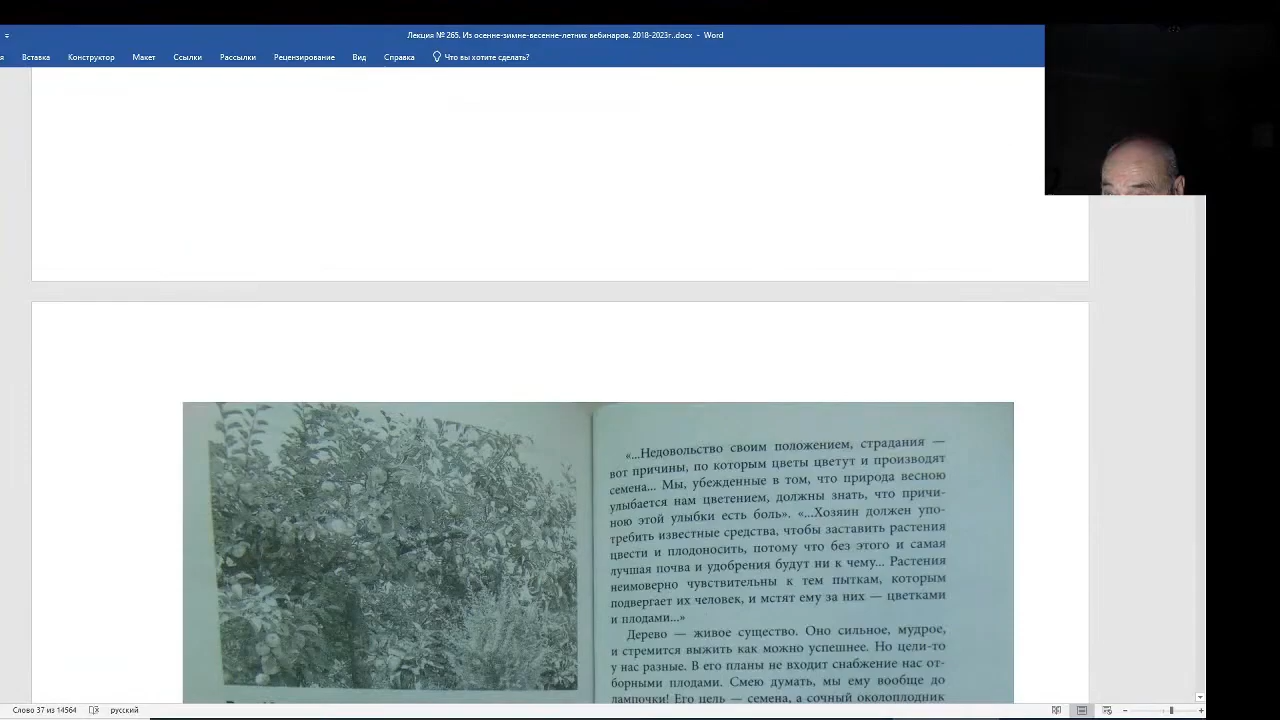 Лекция № 265. Из осенне-зимне-весенне-летних вебинаров. 2018-2023г..docx - Word
Вставка Конструктор Макет Ссылки Рассылки Рецензирование Вид Справка Что вы хотите сделать?
«...Недовольство своим положением, страдания —
вот причины, по которым цветы цветут и производят
семена... Мы, убежденные в том, что природа весною
улыбается нам цветением, должны знать, что причи-
ною этой улыбки есть боль». «...Хозяин должен упо-
требить известные средства, чтобы заставить растения
цвести и плодоносить, потому что без этого и самая
лучшая почва и удобрения будут ни к чему... Растения
неимоверно чувствительны к тем пыткам, которым
подвергает их человек, и мстят ему за них — цветками
и плодами...»
Дерево — живое существо. Оно сильное, мудрое,
и стремится выжить как можно успешнее. Но цели-то
у нас разные. В его планы не входит снабжение нас от-
борными плодами. Смею думать, мы ему вообще до
лампочки! Его цель — семена, а сочный околоплодник
Слово 37 из 14564 русский